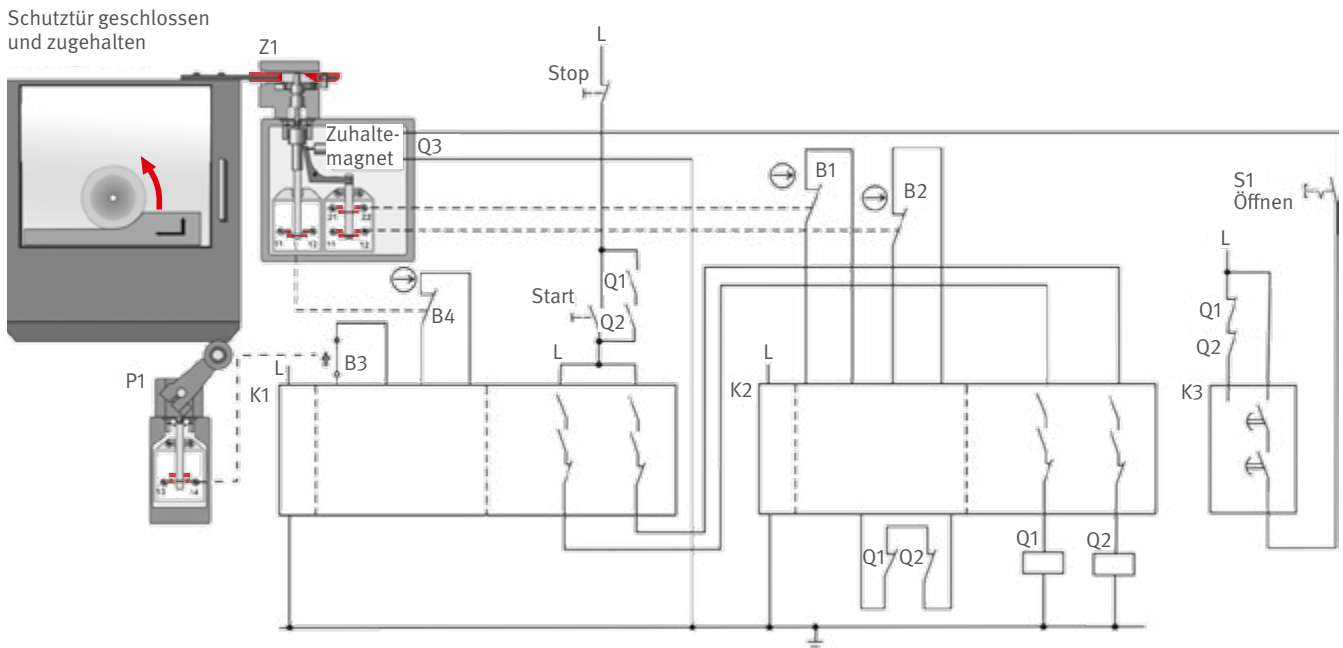 Schutztür geschlossen
und zugehalten
Z1
L
Stop
Zuhalte-
magnet
Q3
B1
B2
S1
Öffnen
21 22
11 12 11 12
L
Q1
Start
Q2
B4
Q1
Q2
P1
B3
L
K1
L
L
K2
K3
13 14
Q1 Q2
Q1
Q2